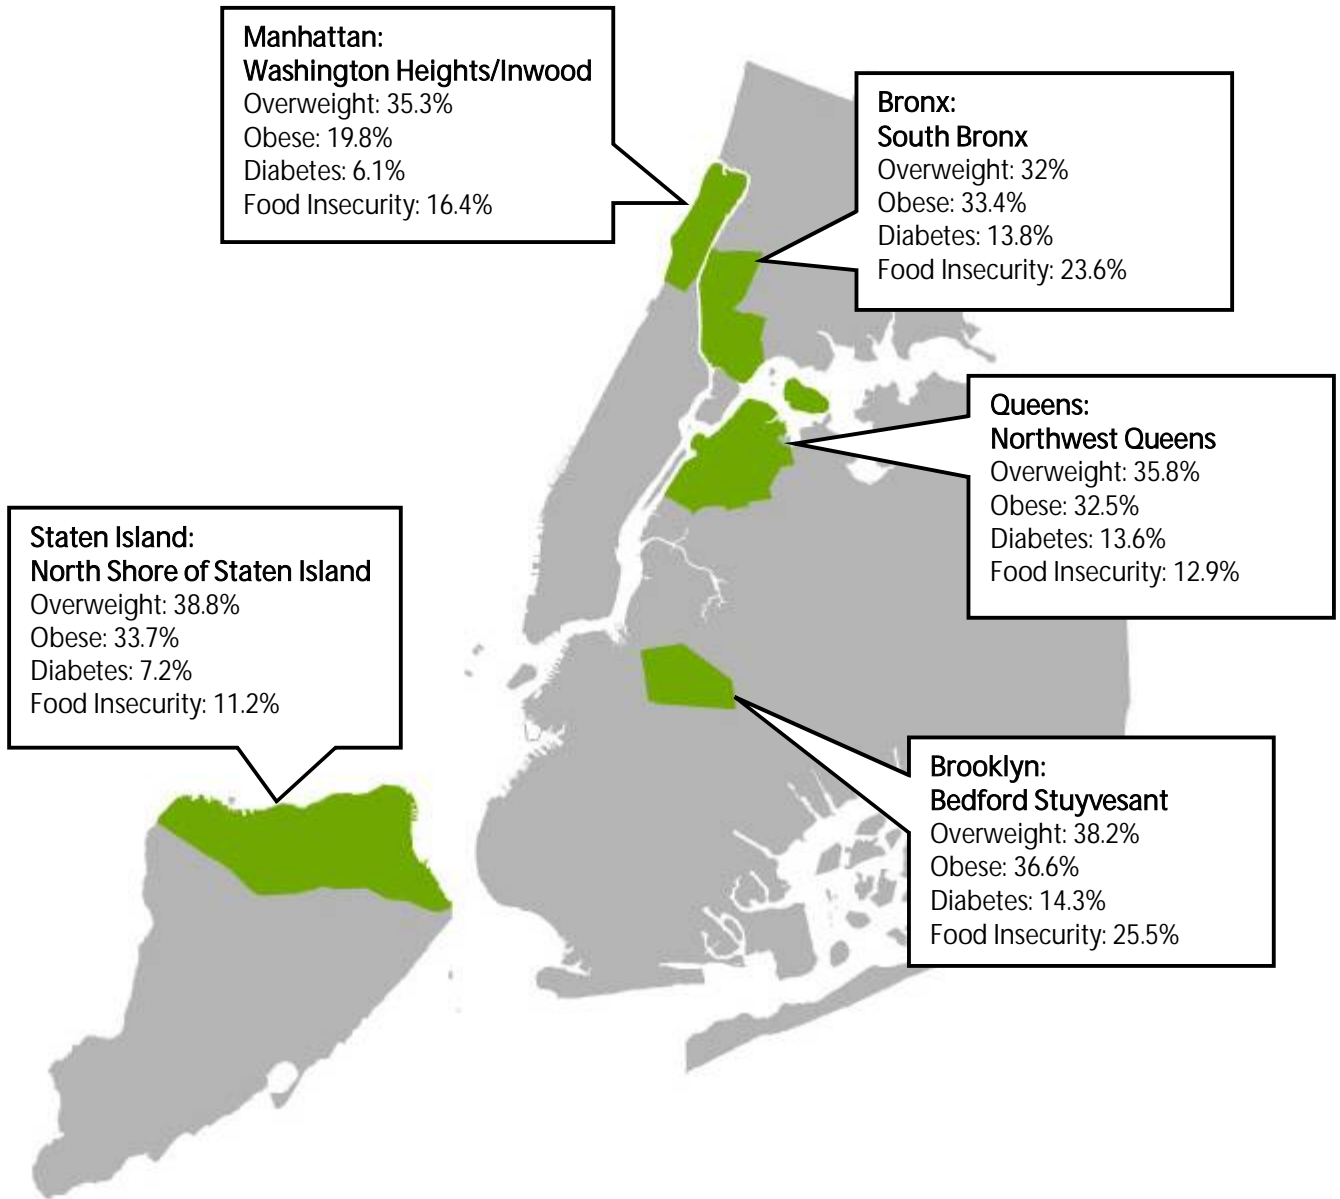 Manhattan:
Washington Heights/Inwood
Overweight: 35.3%
Obese: 19.8%
Diabetes: 6.1%
Food Insecurity: 16.4%
Bronx:
South Bronx
Overweight: 32%
Obese: 33.4%
Diabetes: 13.8%
Food Insecurity: 23.6%
Queens:
Northwest Queens
Overweight: 35.8%
Obese: 32.5%
Diabetes: 13.6%
Food Insecurity: 12.9%
Staten Island:
North Shore of Staten Island
Overweight: 38.8%
Obese: 33.7%
Diabetes: 7.2%
Food Insecurity: 11.2%
Brooklyn:
Bedford Stuyvesant
Overweight: 38.2%
Obese: 36.6%
Diabetes: 14.3%
Food Insecurity: 25.5%